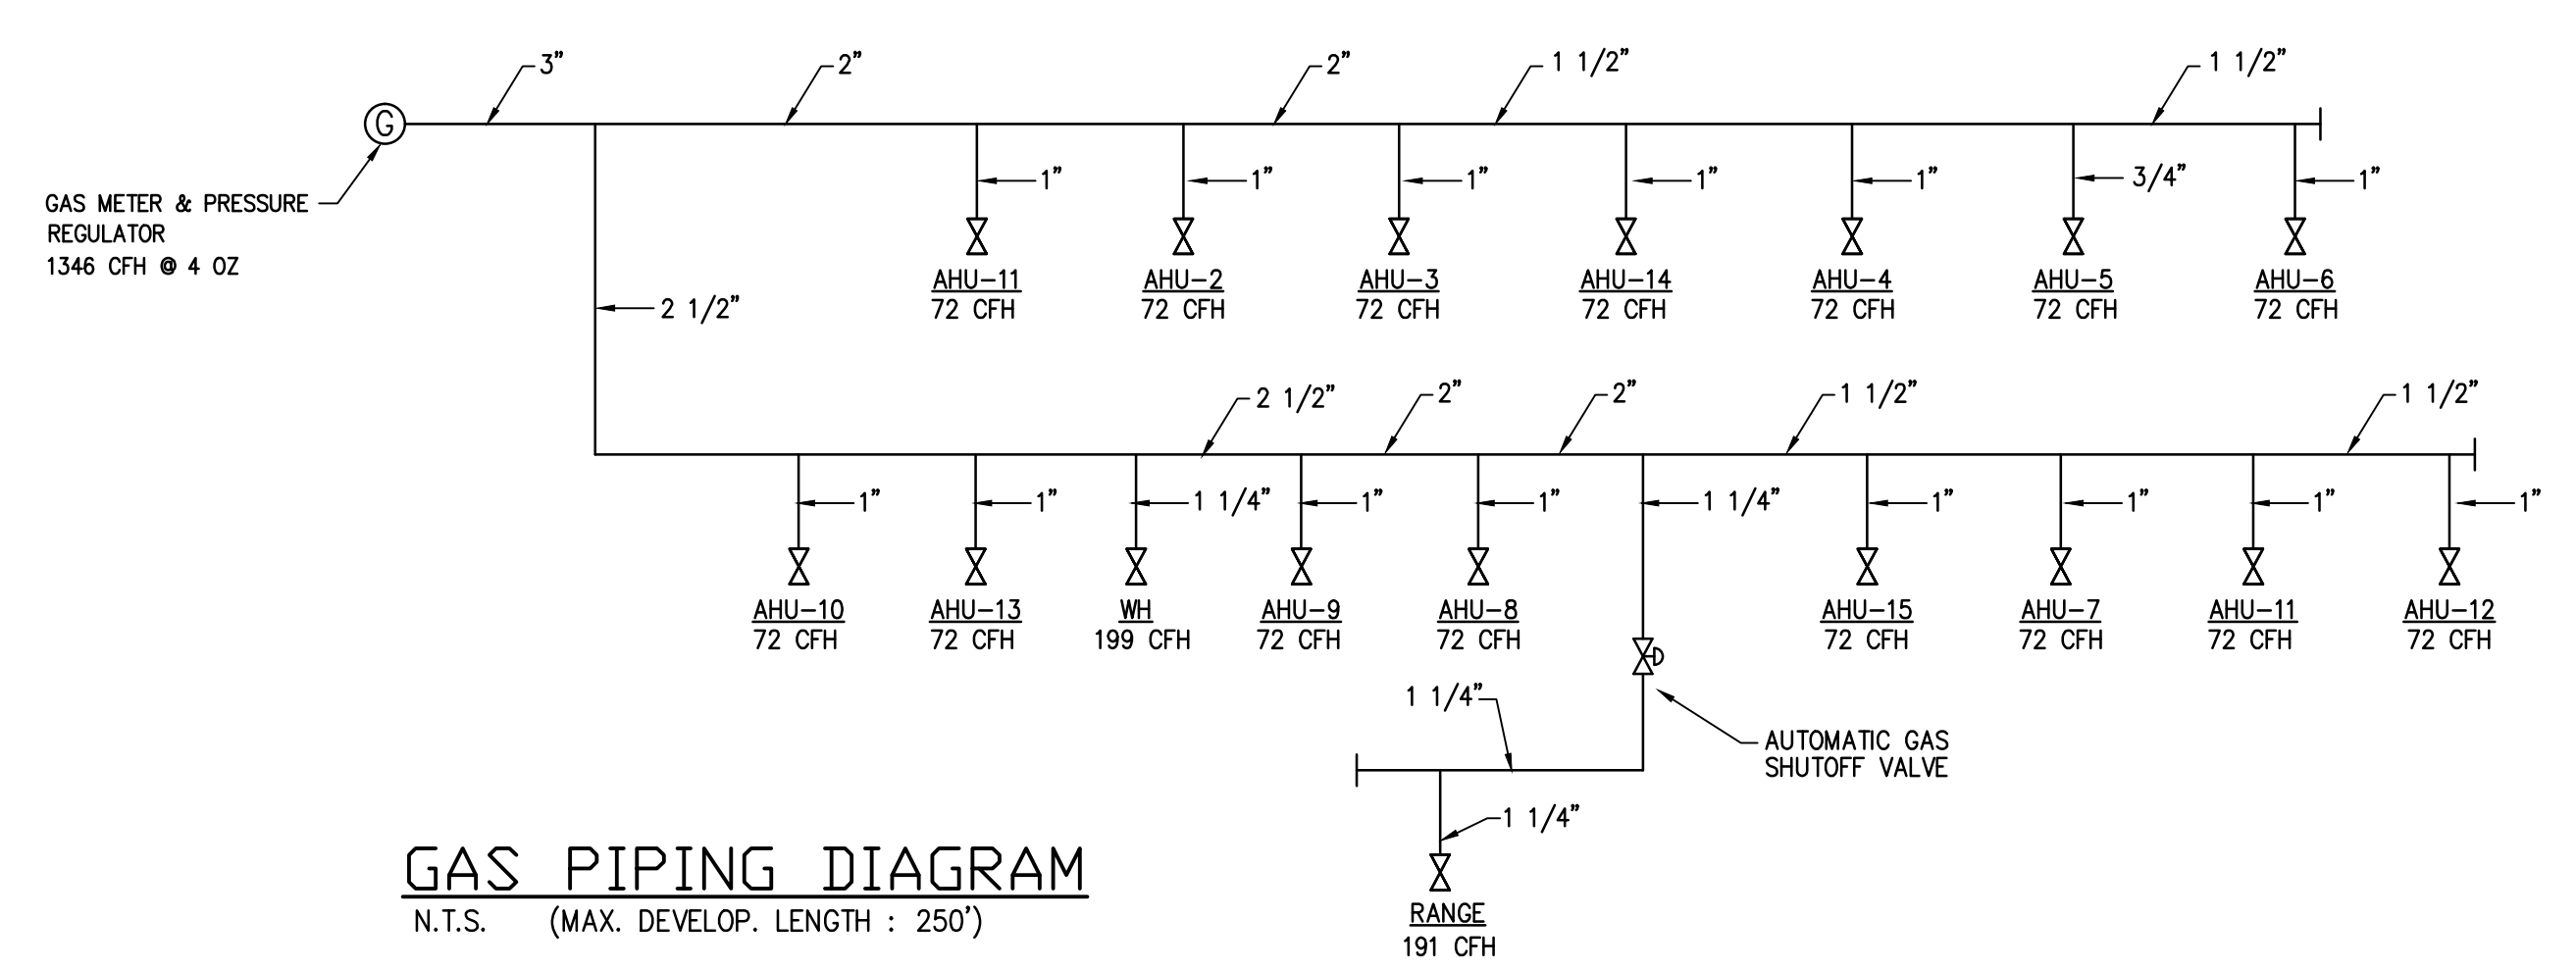 3” 2” 2” 1 1/2” 1 1/2”
G
GAS METER & PRESSURE
REGULATOR
1346 CFH @ 4 OZ
1” 1” 1” 1” 1” 3/4” 1”
AHU-11 AHU-2 AHU-3 AHU-14 AHU-4 AHU-5 AHU-6
72 CFH 72 CFH 72 CFH 72 CFH 72 CFH 72 CFH 72 CFH
2 1/2”
2 1/2” 2” 2” 1 1/2” 1 1/2”
1” 1” 1 1/4” 1” 1” 1 1/4” 1” 1” 1” 1”
AHU-10 AHU-13 WH AHU-9 AHU-8 AHU-15 AHU-7 AHU-11 AHU-12
72 CFH 72 CFH 199 CFH 72 CFH 72 CFH 72 CFH 72 CFH 72 CFH 72 CFH
1 1/4”
AUTOMATIC GAS
SHUTOFF VALVE
1 1/4”
RANGE
191 CFH
GAS PIPING DIAGRAM
N.T.S. (MAX. DEVELOP. LENGTH : 250')